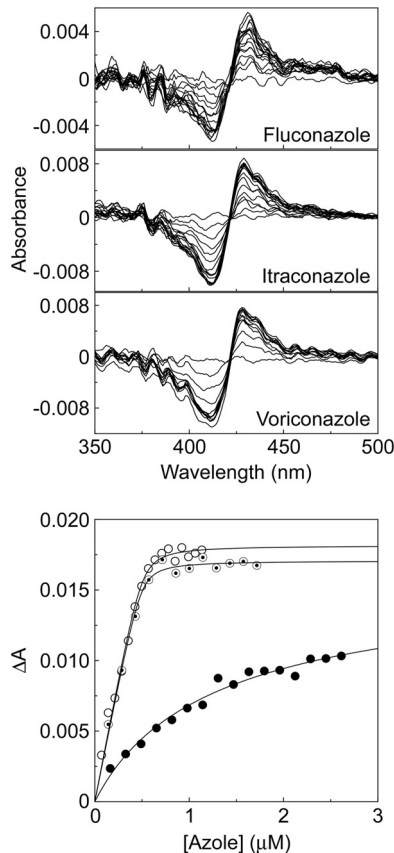 0.004
0
-0.004
Fluconazole
0.008
0
-0.008
Itraconazole
Absorbance
0.008
0
-0.008
Voriconazole
350 400 450 500
Wavelength (nm)
0.020
0.015
0.010
0.005
0.000
ΔA
0 1 2 3
[Azole] (μM)